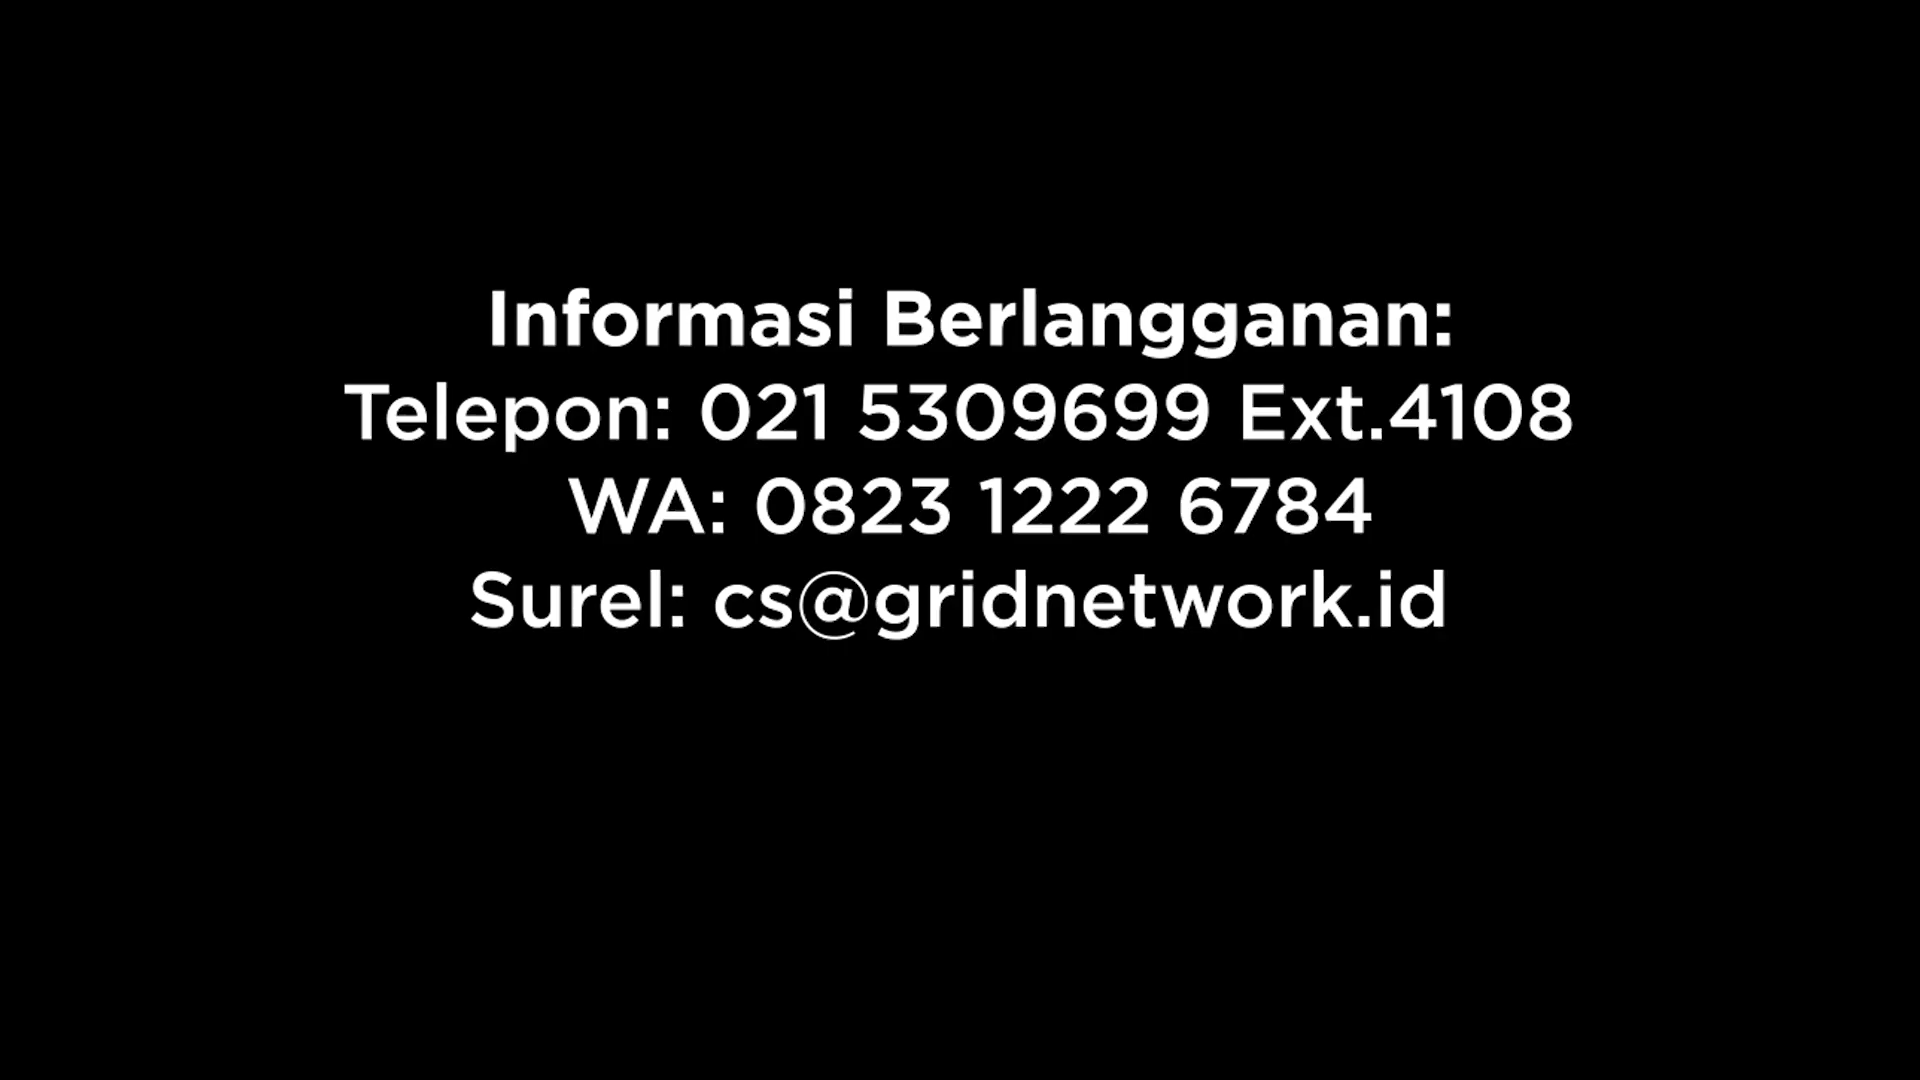 Informasi Berlangganan:
Telepon: 021 5309699 Ext.4108
WA: 0823 1222 6784
Surel: cs@gridnetwork.id